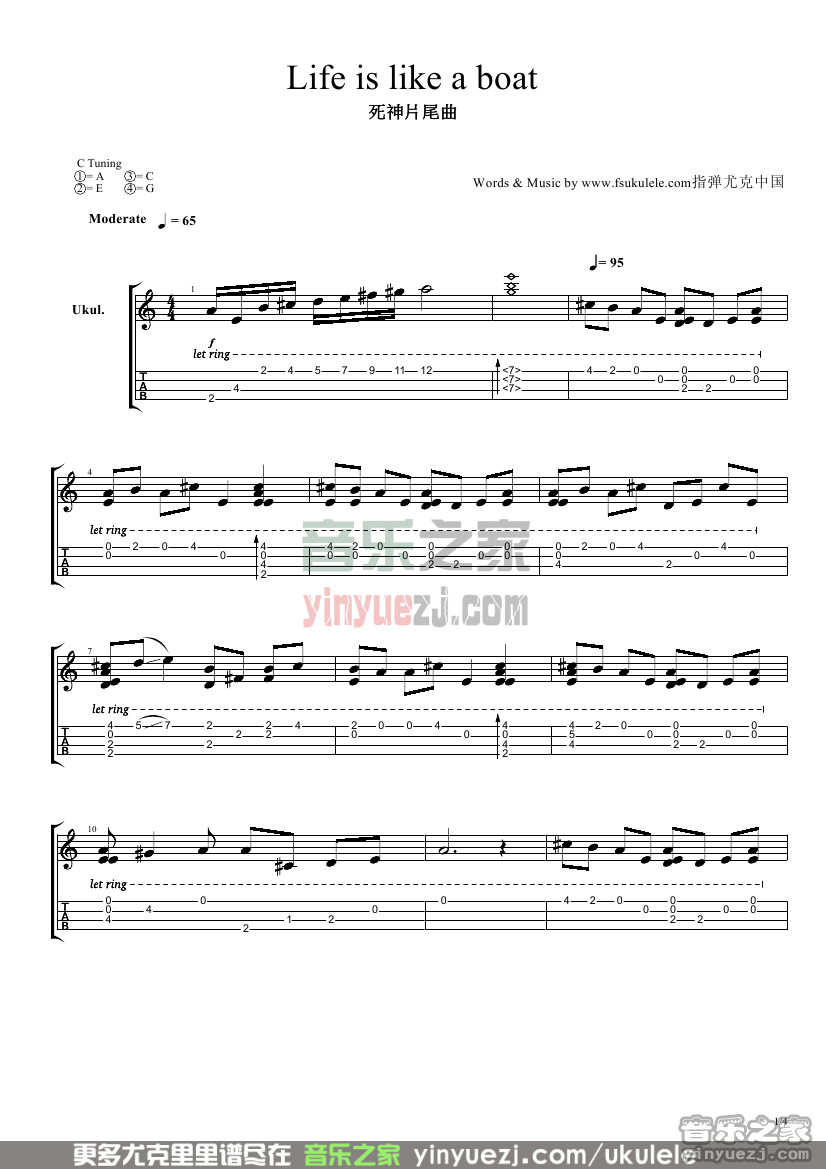 Life is like a boat
死神片尾曲
C Tuning
①= A ③= C
②= E ④= G
Words & Music by www.fsukulele.com指弹尤克中国
Moderate ♩ = 65
♩= 95
Ukul.
1
f
let ring
2 4 2 4 5 7 9 11 12 <7> <7> <7> 4 2 0 0 0 0 2 2 0 0 0
T
A
B
4
let ring
0 0 2 0 4 0 4 0 4 2 4 0 2 0 0 0 0 2 2 0 0 0 0 0 4 2 0 4 2 0 4 0
T
A
B
音乐之家
yinyuezj.com
7
let ring
4 0 2 2 5 7 2 2 2 2 2 4 2 0 0 0 4 0 4 0 4 2 4 5 4 2 0 0 0 0 2 2 0 0 0
T
A
B
10
let ring
0 0 4 4 0 2 1 2 0 0 4 2 0 0 0 0 2 2 0 0 0
T
A
B
1/4
音乐之家
www.yinyuezj.com
更多尤克里里谱尽在 音乐之家 yinyuezj.com/ukulele